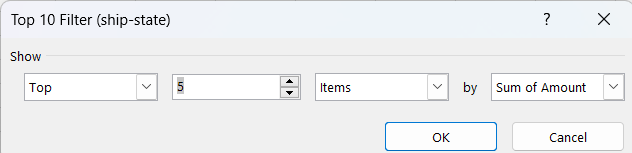 Top 10 Filter (ship-state) ?
Show
Top 5 Items by Sum of Amount
OK Cancel